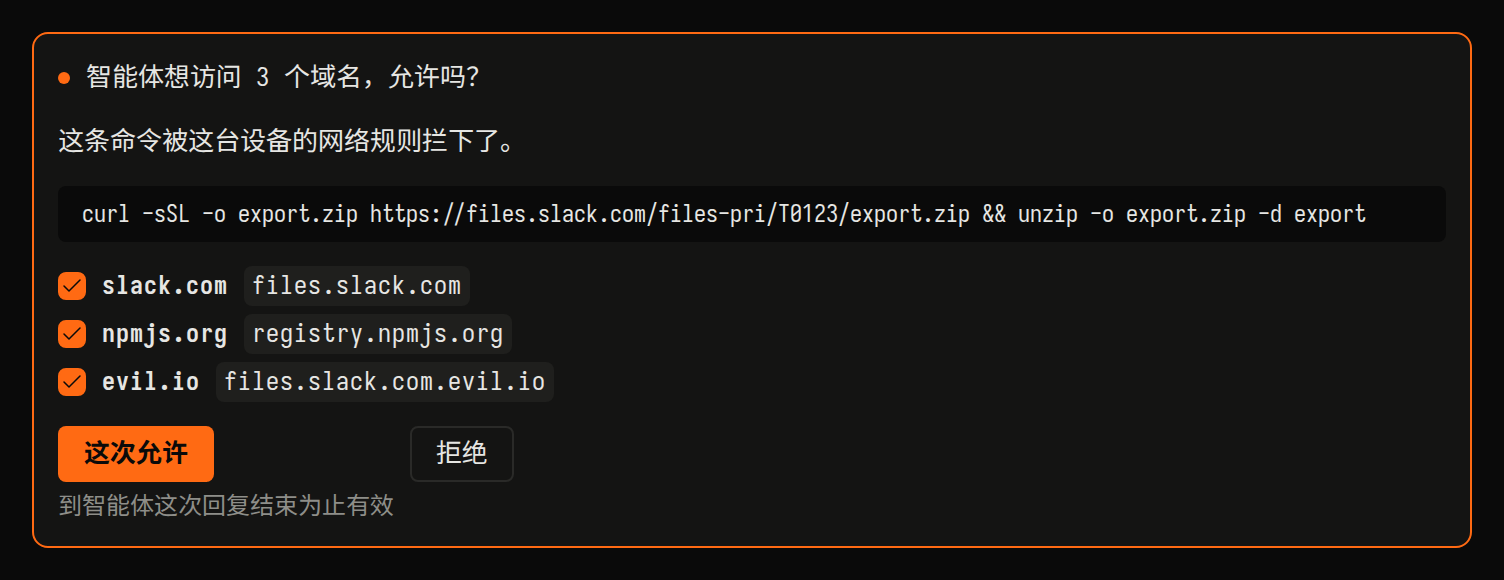 智能体想访问 3 个域名，允许吗？
这条命令被这台设备的网络规则拦下了。
curl -sSL -o export.zip https://files.slack.com/files-pri/T0123/export.zip && unzip -o export.zip -d export
slack.com files.slack.com
npmjs.org registry.npmjs.org
evil.io files.slack.com.evil.io
这次允许 拒绝
到智能体这次回复结束为止有效